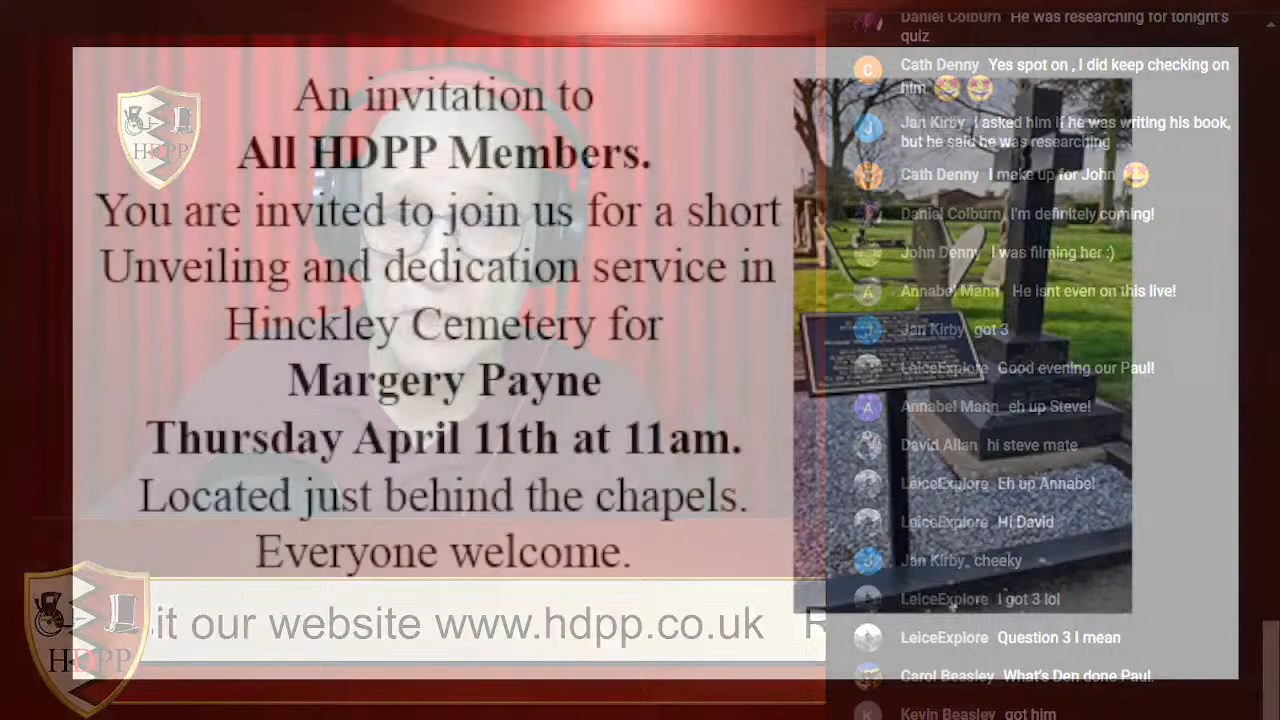 An invitation to
All HDPP Members.
You are invited to join us for a short
Unveiling and dedication service in
Hinckley Cemetery for
Margery Payne
Thursday April 11th at 11am.
Located just behind the chapels.
Everyone welcome.
HDPP
HDPP
it our website www.hdpp.co.uk R
Daniel Colburn He was researching for tonight's
quiz
Cath Denny Yes spot on , I did keep checking on
him 🤩 🤩
Jan Kirby i asked him if he was writing his book,
but he said he was researching ...
Cath Denny I make up for John 🤩
Daniel Colburn I'm definitely coming!
John Denny I was filming her :)
Annabel Mann He isnt even on this live!
Jan Kirby got 3
LeiceExplore Good evening our Paul!
Annabel Mann eh up Steve!
David Allan hi steve mate
LeiceExplore Eh up Annabel
LeiceExplore Hi David
Jan Kirby cheeky
LeiceExplore I got 3 lol
LeiceExplore Question 3 I mean
Carol Beasley What's Den done Paul.
Kevin Beasley got him